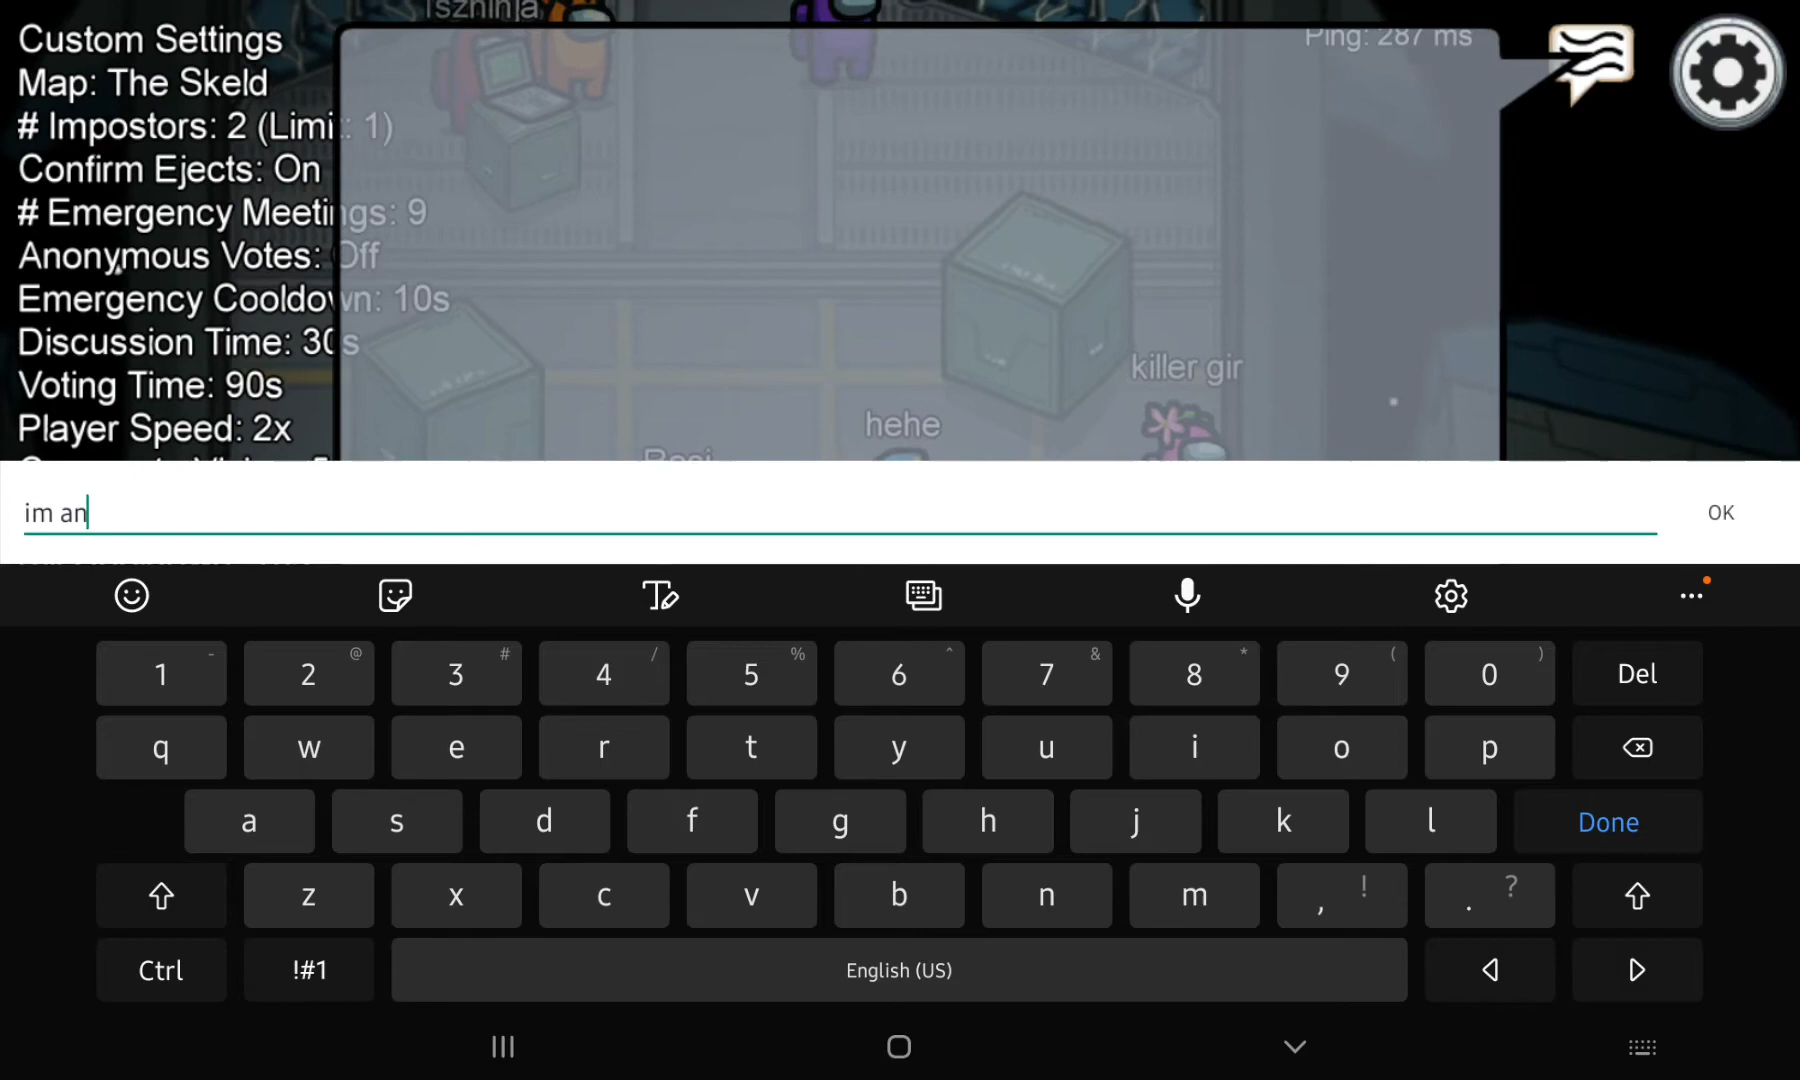 Tszninja
Custom Settings
Ping: 287 ms
Map: The Skeld
# Impostors: 2 (Limit: 1)
Confirm Ejects: On
# Emergency Meetings: 9
Anonymous Votes: Off
Emergency Cooldown: 10s
Discussion Time: 30s
killer gir
Voting Time: 90s
Player Speed: 2x
hehe
im an
OK
1 - 2 @ 3 # 4 / 5 % 6 ^ 7 & 8 * 9 ( 0 ) Del
q w e r t y u i o p
a s d f g h j k l Done
z x c v b n m , ! . ?
Ctrl !#1 English (US)